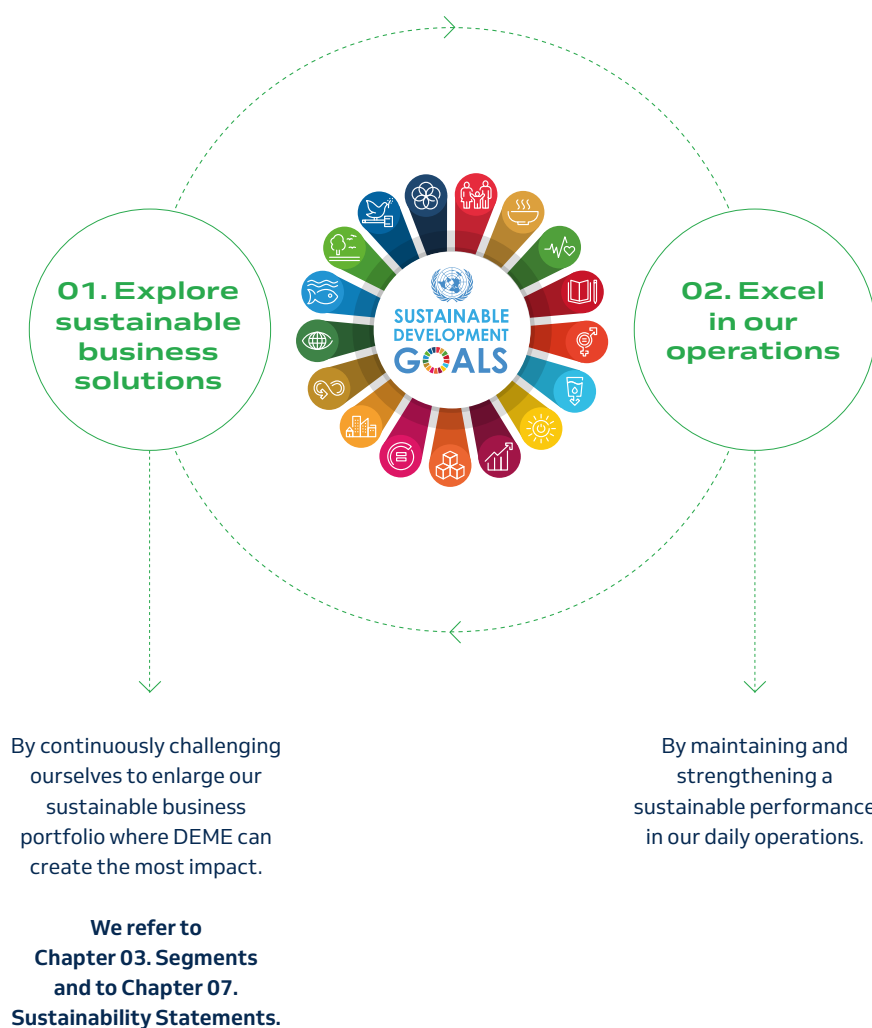 01. Explore
sustainable
business
solutions
SUSTAINABLE
DEVELOPMENT
GOALS
02. Excel
in our
operations
By continuously challenging
ourselves to enlarge our
sustainable business
portfolio where DEME can
create the most impact.
We refer to
Chapter 03. Segments
and to Chapter 07.
Sustainability Statements.
By maintaining and
strengthening a
sustainable performance
in our daily operations.